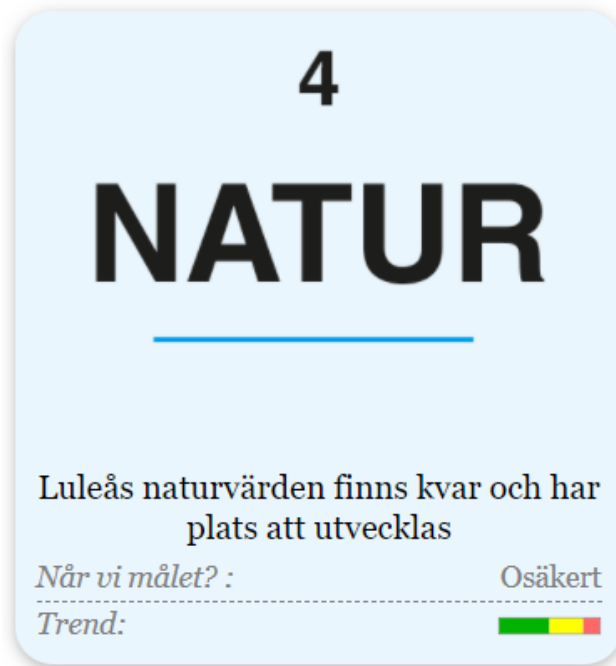 4
NATUR
Luleås naturvärden finns kvar och har
plats att utvecklas
Når vi målet? : Osäkert
Trend: